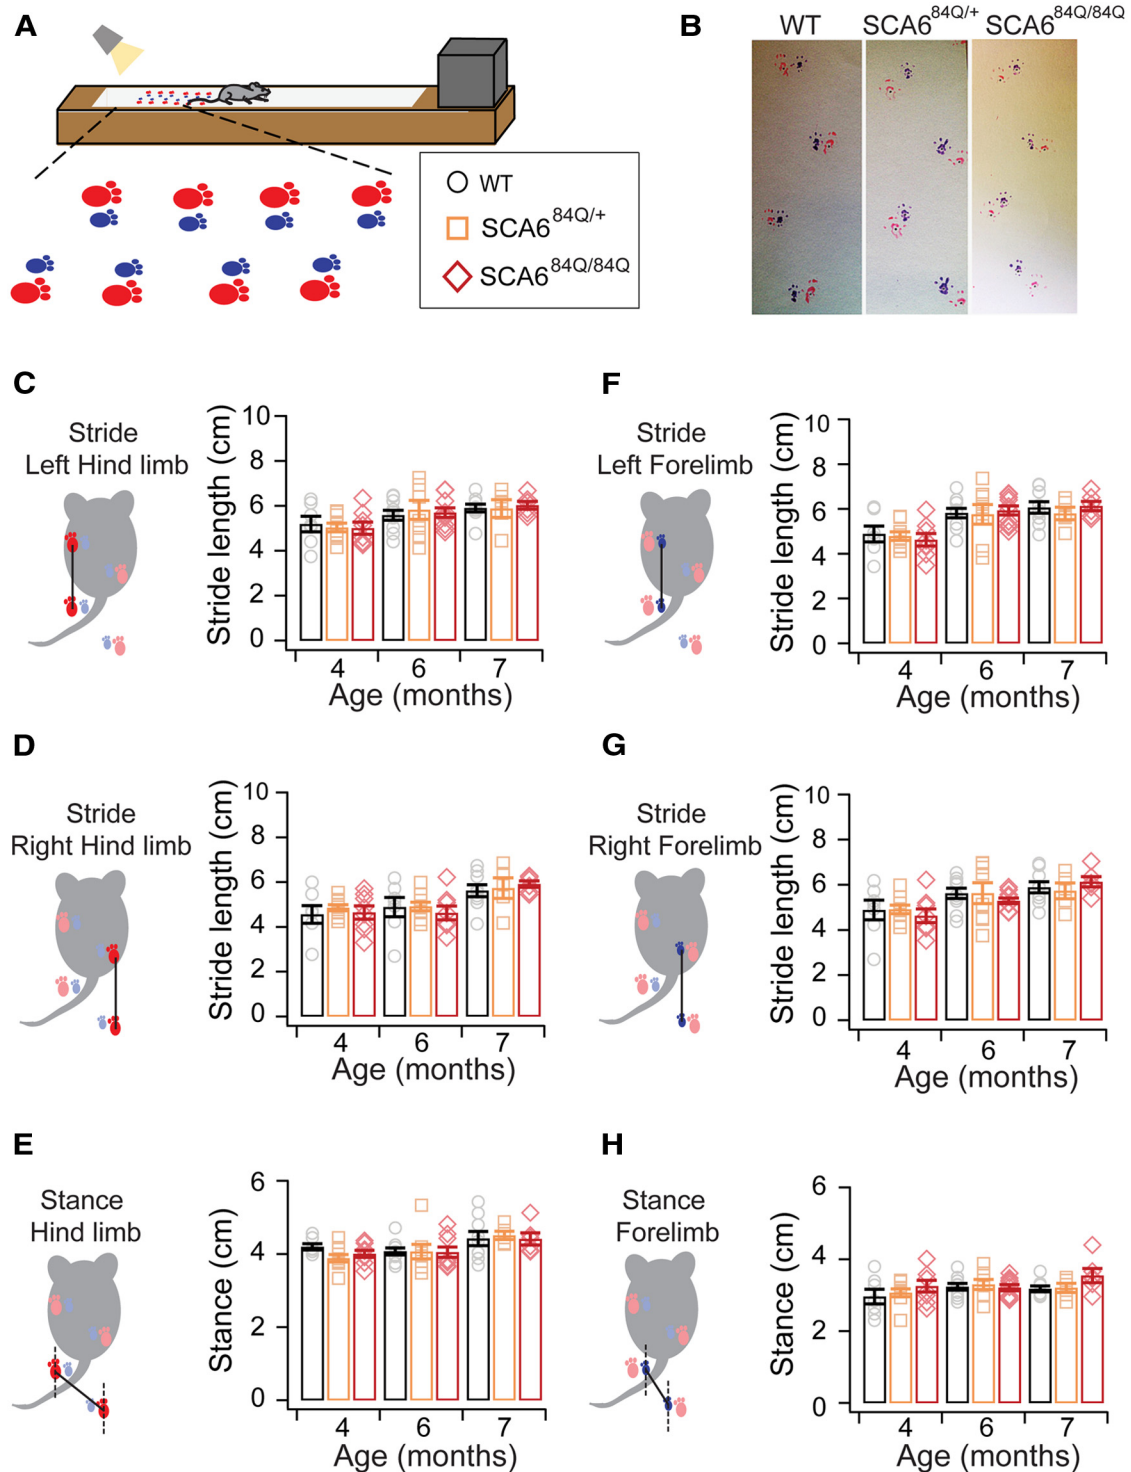 A
WT
SCA6^84Q/+
SCA6^84Q/84Q
B
WT SCA6^84Q/+ SCA6^84Q/84Q
C
Stride
Left Hind limb
Stride length (cm)
10
8
6
4
2
0
4 6 7
Age (months)
F
Stride
Left Forelimb
Stride length (cm)
10
8
6
4
2
0
4 6 7
Age (months)
D
Stride
Right Hind limb
Stride length (cm)
10
8
6
4
2
0
4 6 7
Age (months)
G
Stride
Right Forelimb
Stride length (cm)
10
8
6
4
2
0
4 6 7
Age (months)
E
Stance
Hind limb
Stance (cm)
6
4
2
0
4 6 7
Age (months)
H
Stance
Forelimb
Stance (cm)
6
4
2
0
4 6 7
Age (months)